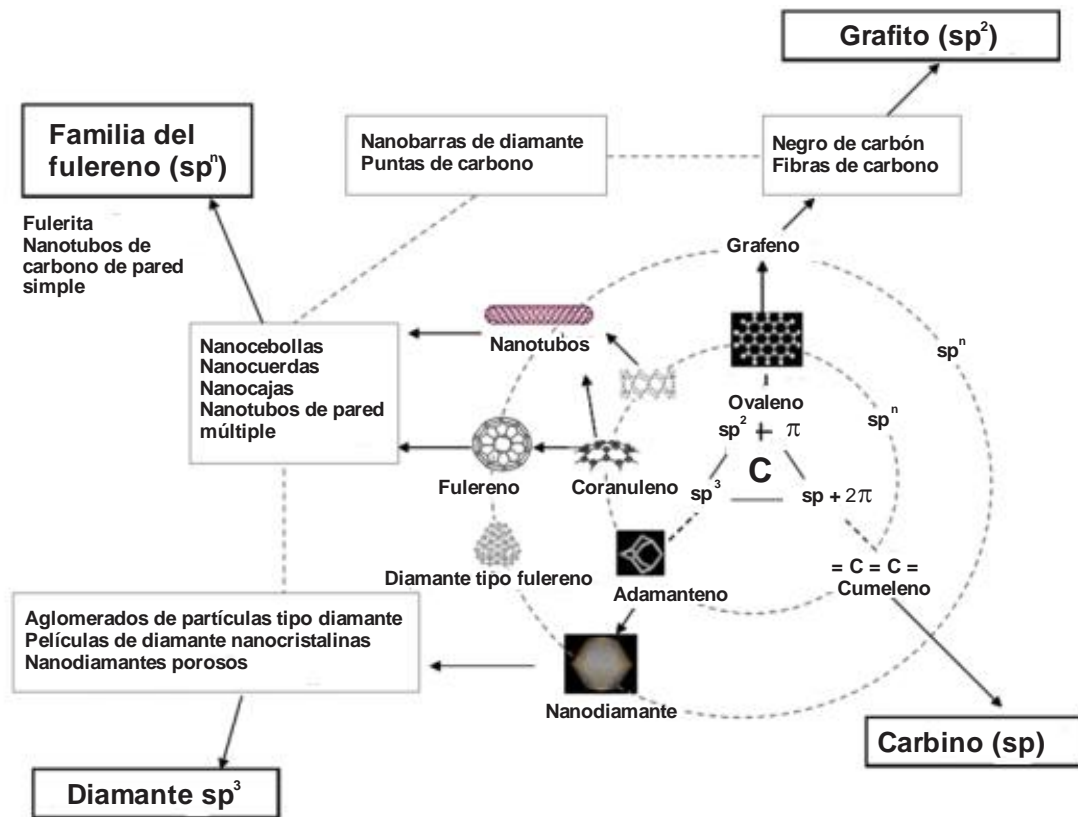 Grafito (sp²)
Familia del
fulereno (spⁿ)
Nanobarras de diamante
Puntas de carbono
Negro de carbón
Fibras de carbono
Fulerita
Nanotubos de
carbono de pared
simple
Grafeno
Nanotubos
Nanocebollas
Nanocuerdas
Nanocajas
Nanotubos de pared
múltiple
spⁿ
Ovaleno
spⁿ
sp² + π
C
sp³
sp + 2π
Fulereno
Coranuleno
Diamante tipo fulereno
Adamanteno
= C = C =
Cumeleno
Aglomerados de partículas tipo diamante
Películas de diamante nanocristalinas
Nanodiamantes porosos
Nanodiamante
Carbino (sp)
Diamante sp³